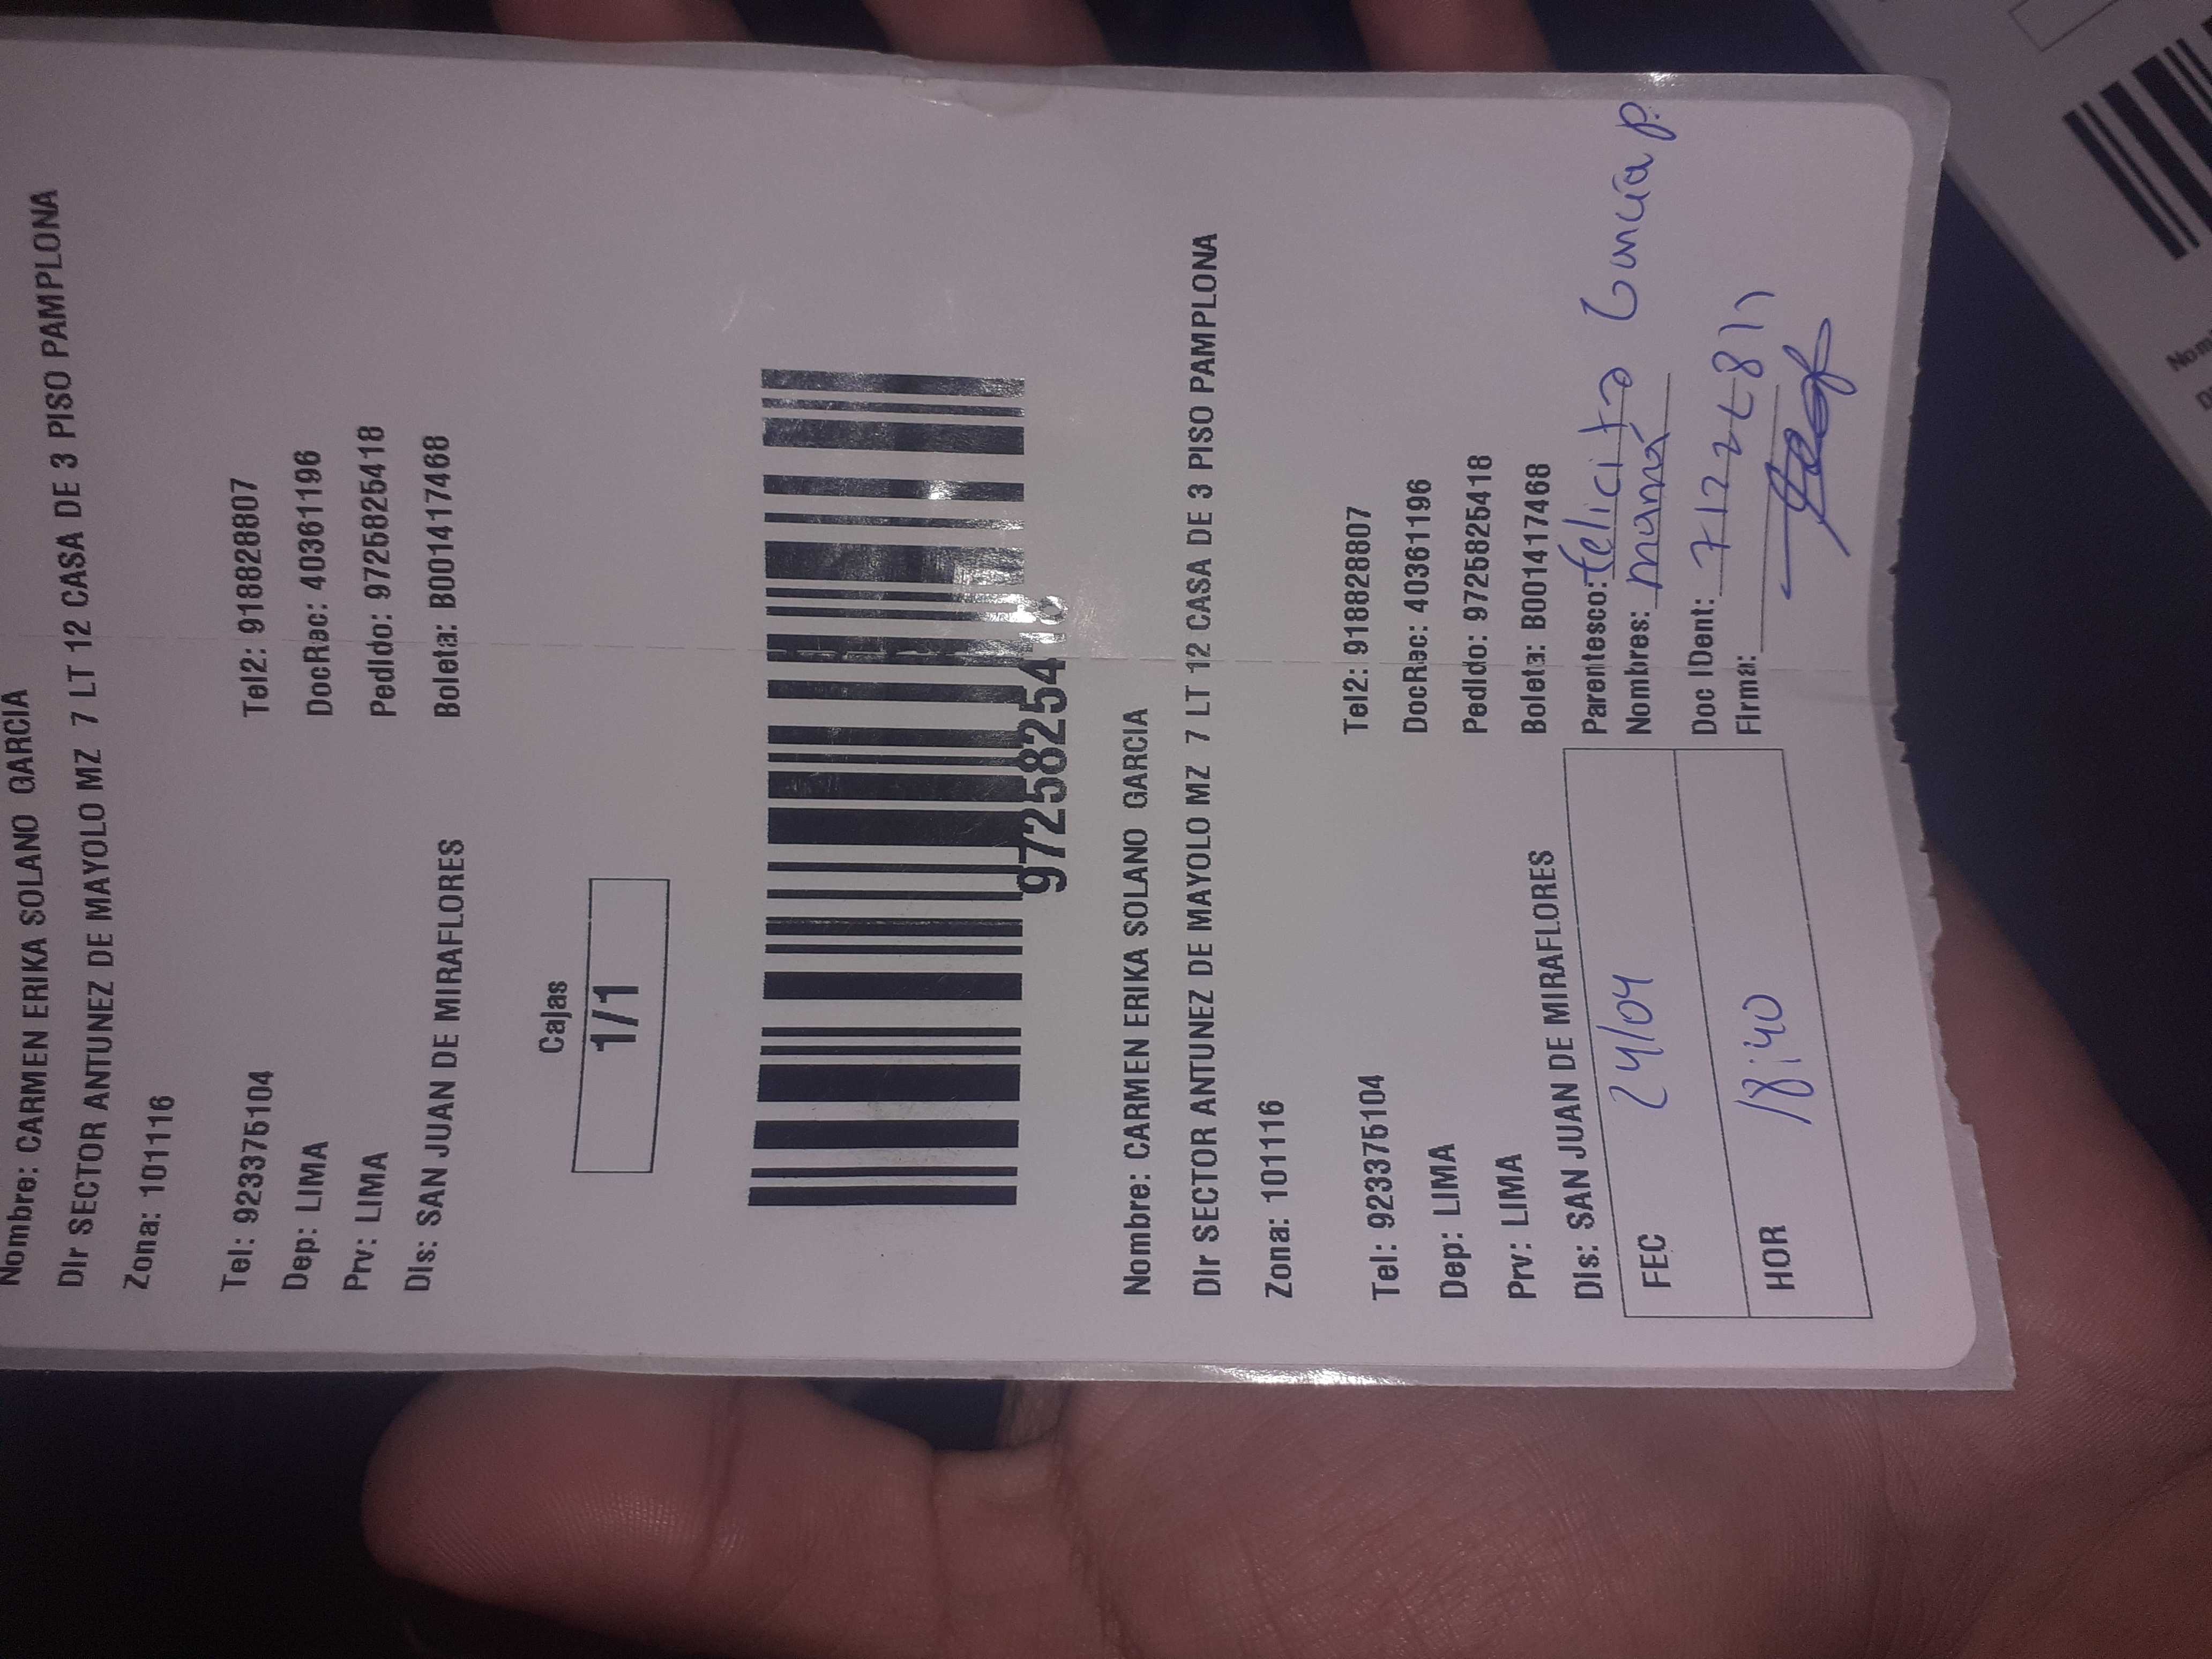 Nombre: CARMEN ERIKA SOLANO GARCIA
Dir SECTOR ANTUNEZ DE MAYOLO MZ 7 LT 12 CASA DE 3 PISO PAMPLONA
Zona: 101116
Tel: 923375104 Tel2: 918828807
Dep: LIMA DocRec: 40361196
Prv: LIMA Pedido: 9725825418
Dis: SAN JUAN DE MIRAFLORES Boleta: B001417468
Cajas
1/1
9725825418
Nombre: CARMEN ERIKA SOLANO GARCIA
Dir SECTOR ANTUNEZ DE MAYOLO MZ 7 LT 12 CASA DE 3 PISO PAMPLONA
Zona: 101116
Tel: 923375104 Tel2: 918828807
Dep: LIMA DocRec: 40361196
Prv: LIMA Pedido: 9725825418
Dis: SAN JUAN DE MIRAFLORES Boleta: B001417468
Parentesco: Felicita García P.
FEC 24/04 Nombres: mamá
Doc IDent:
HOR 18:40 Firma: